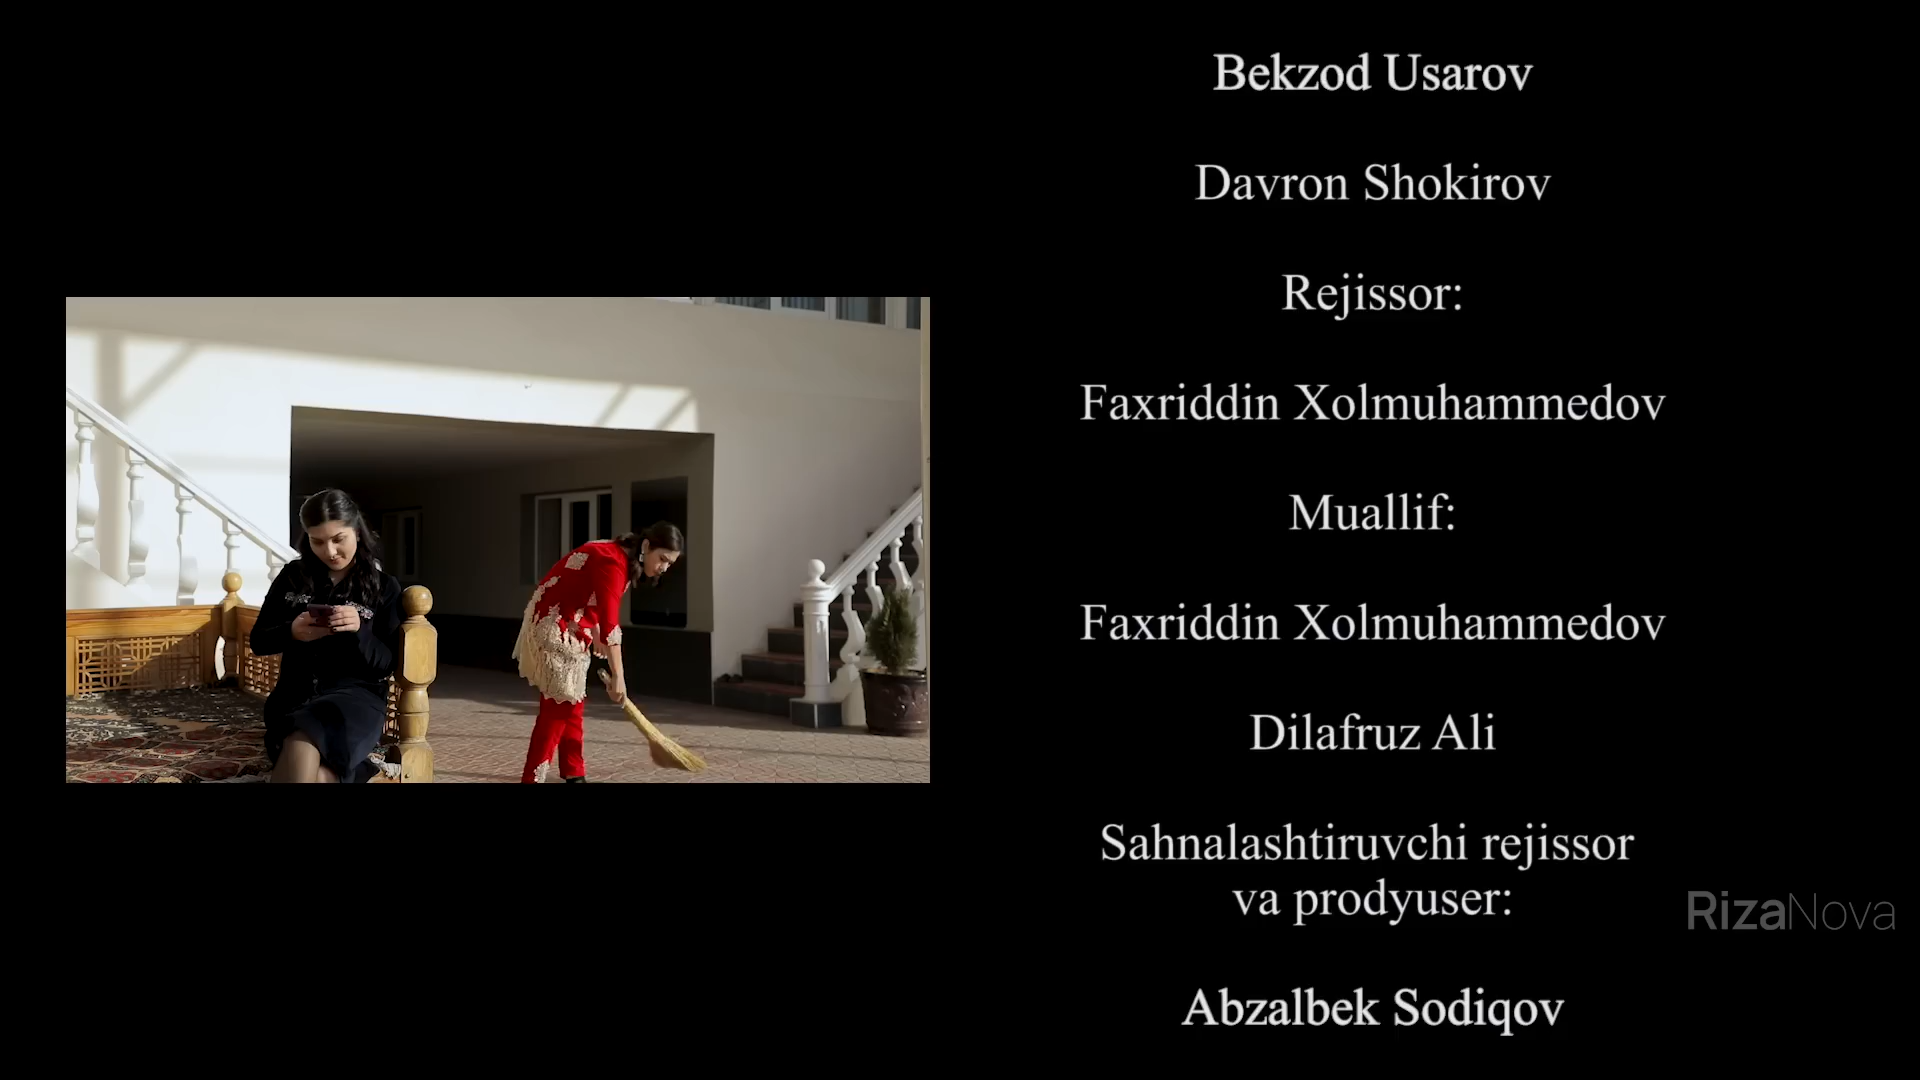 Bekzod Usarov
Davron Shokirov
Rejissor:
Faxriddin Xolmuhammedov
Muallif:
Faxriddin Xolmuhammedov
Dilafruz Ali
Sahnalashtiruvchi rejissor
va prodyuser:
RizaNova
Abzalbek Sodiqov